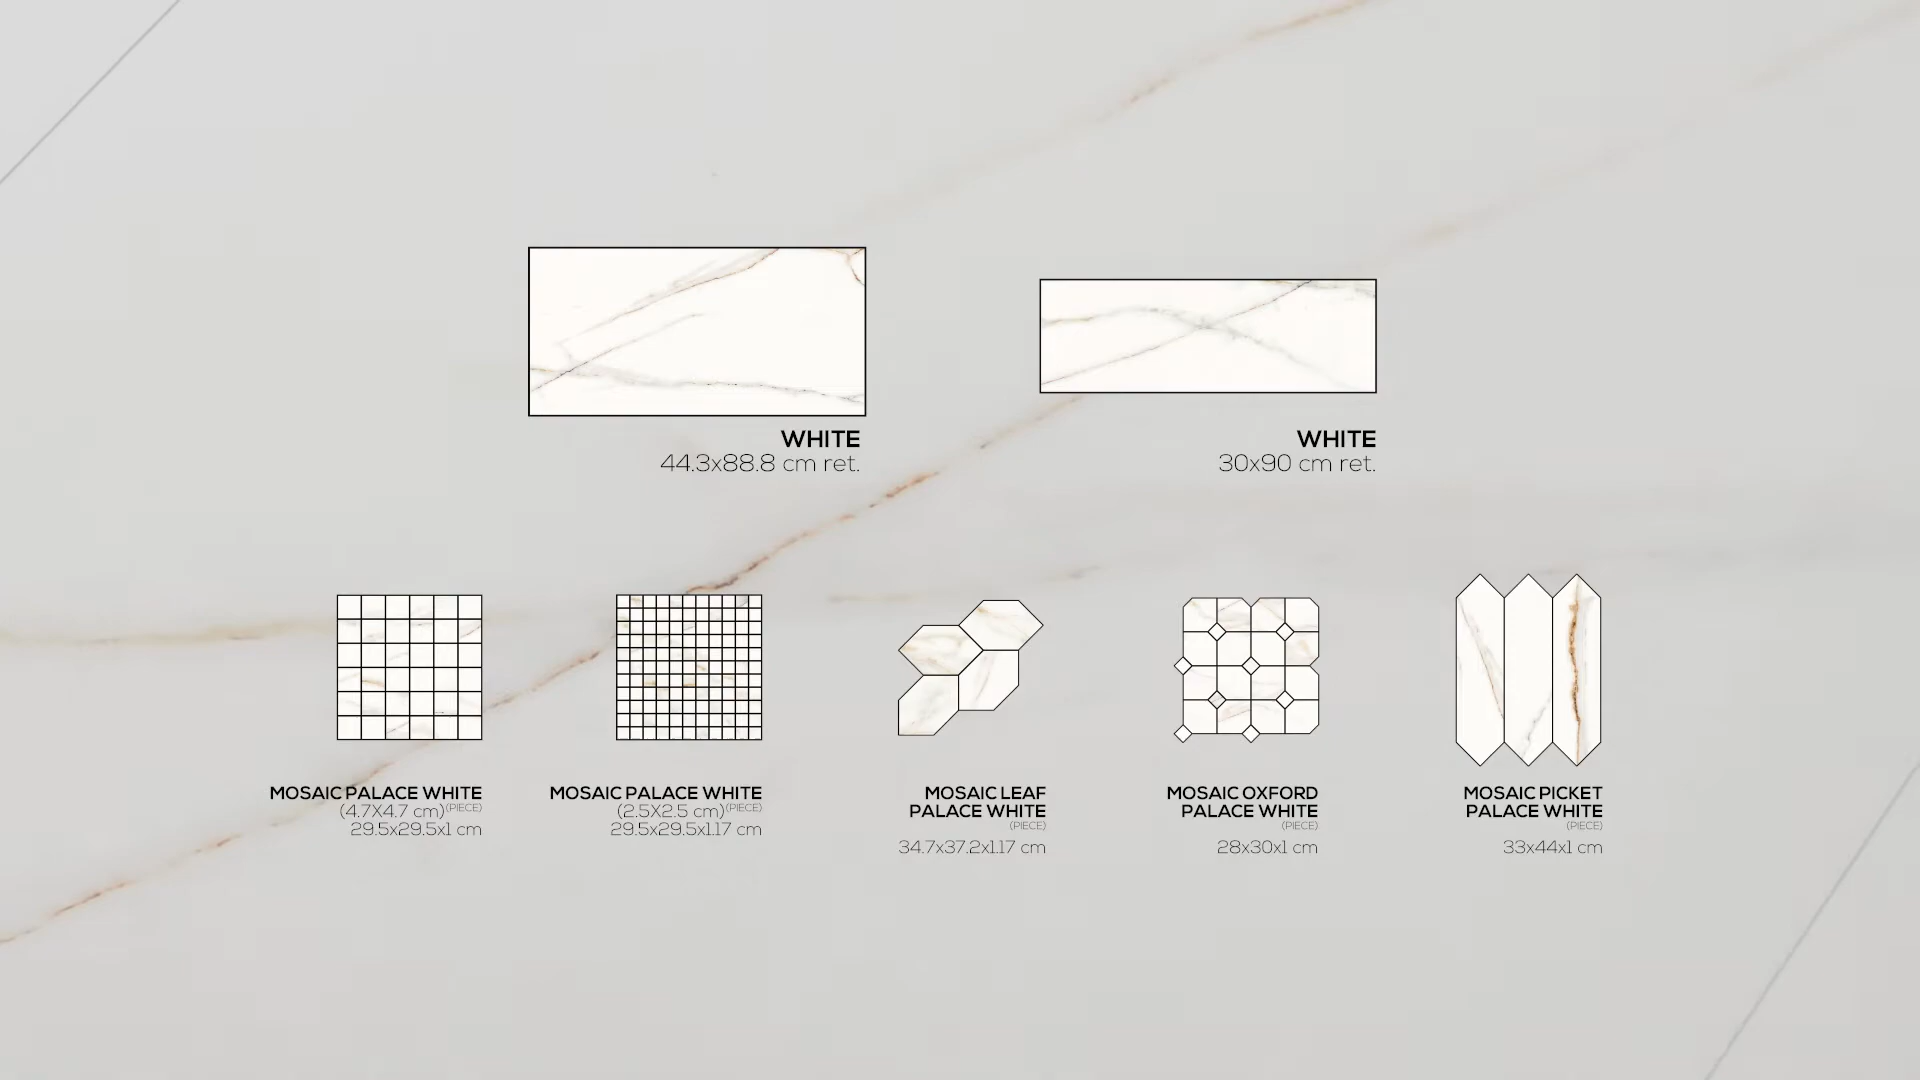 WHITE
44.3x88.8 cm ret.
WHITE
30x90 cm ret.
MOSAIC PALACE WHITE
(4.7X4.7 cm)(PIECE)
29.5x29.5x1 cm
MOSAIC PALACE WHITE
(2.5X2.5 cm)(PIECE)
29.5x29.5x1.17 cm
MOSAIC LEAF
PALACE WHITE
(PIECE)
34.7x37.2x1.17 cm
MOSAIC OXFORD
PALACE WHITE
(PIECE)
28x30x1 cm
MOSAIC PICKET
PALACE WHITE
(PIECE)
33x44x1 cm